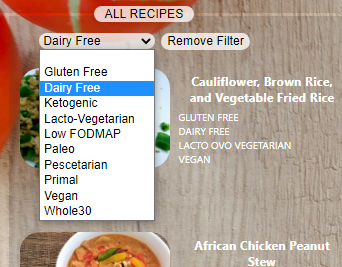 ALL RECIPES
Dairy Free
Remove Filter
Gluten Free
Dairy Free
Ketogenic
Lacto-Vegetarian
Low FODMAP
Paleo
Pescetarian
Primal
Vegan
Whole30
Cauliflower, Brown Rice,
and Vegetable Fried Rice
GLUTEN FREE
DAIRY FREE
LACTO OVO VEGETARIAN
VEGAN
African Chicken Peanut
Stew